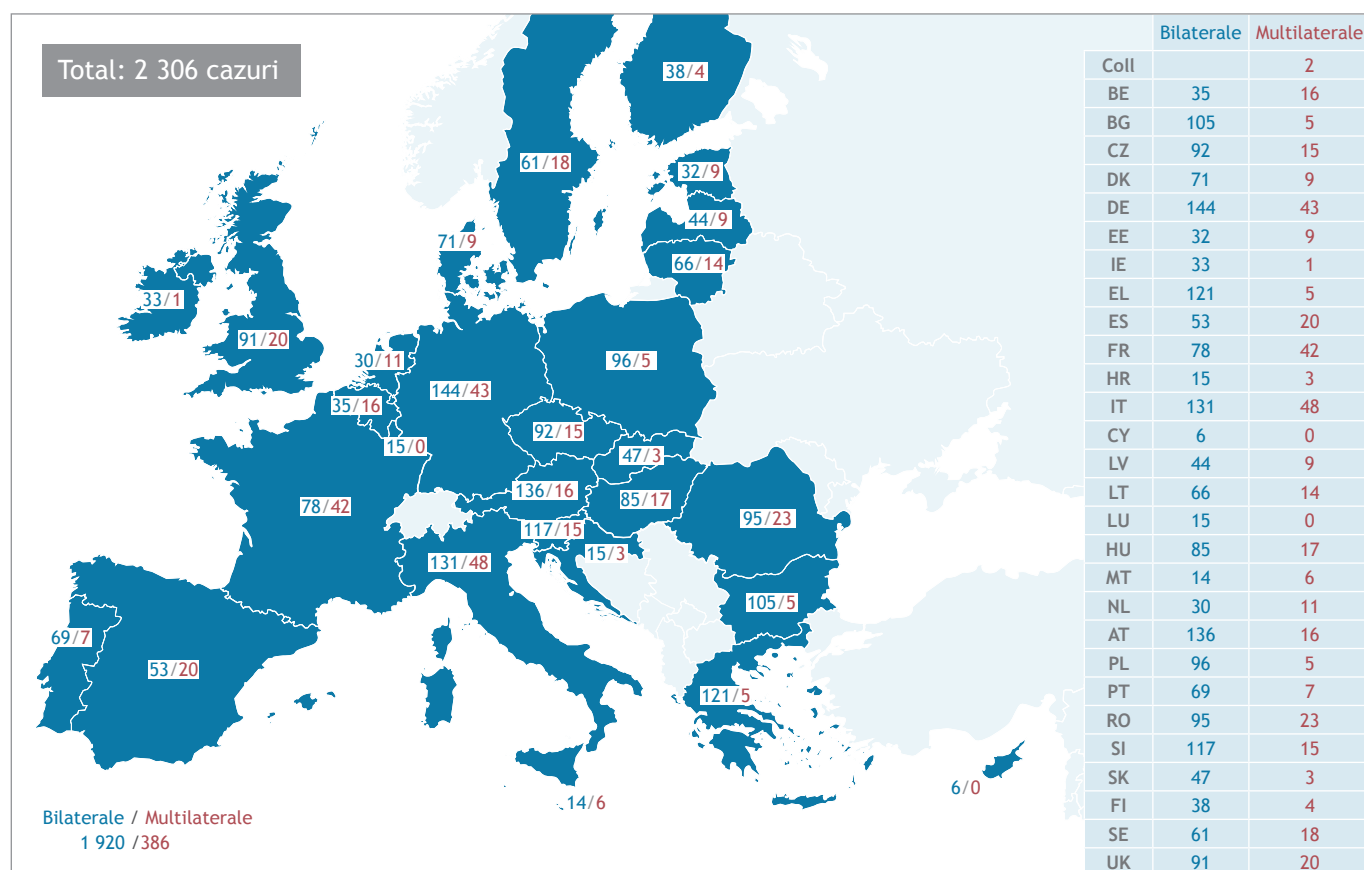 Total: 2 306 cazuri
38/4
61/18
32/9
44/9
71/9
66/14
33/1
91/20
30/11
96/5
144/43
35/16
92/15
15/0
47/3
136/16
85/17
78/42
95/23
117/15
15/3
131/48
105/5
69/7
53/20
121/5
6/0
14/6
Bilaterale / Multilaterale
1 920 /386
Bilaterale Multilaterale
Coll 2
BE 35 16
BG 105 5
CZ 92 15
DK 71 9
DE 144 43
EE 32 9
IE 33 1
EL 121 5
ES 53 20
FR 78 42
HR 15 3
IT 131 48
CY 6 0
LV 44 9
LT 66 14
LU 15 0
HU 85 17
MT 14 6
NL 30 11
AT 136 16
PL 96 5
PT 69 7
RO 95 23
SI 117 15
SK 47 3
FI 38 4
SE 61 18
UK 91 20